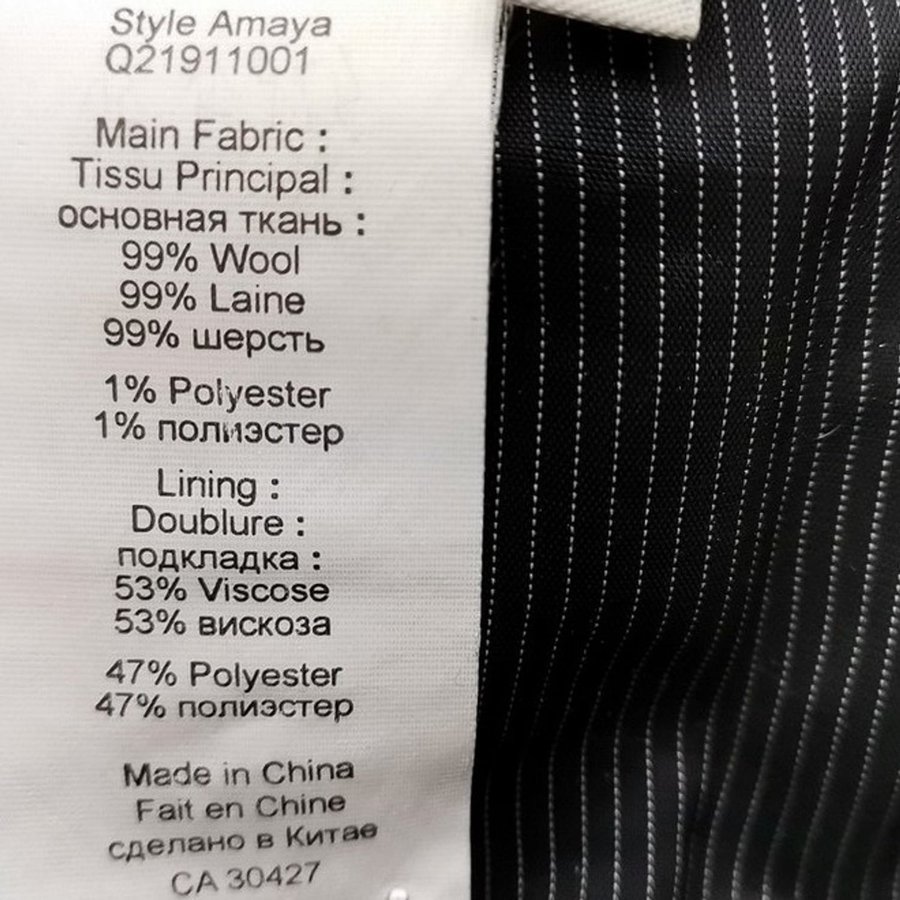 Style Amaya
Q21911001
Main Fabric :
Tissu Principal :
основная ткань :
99% Wool
99% Laine
99% шерсть
1% Polyester
1% полиэстер
Lining :
Doublure :
подкладка :
53% Viscose
53% вискоза
47% Polyester
47% полиэстер
Made in China
Fait en Chine
сделано в Китае
CA 30427